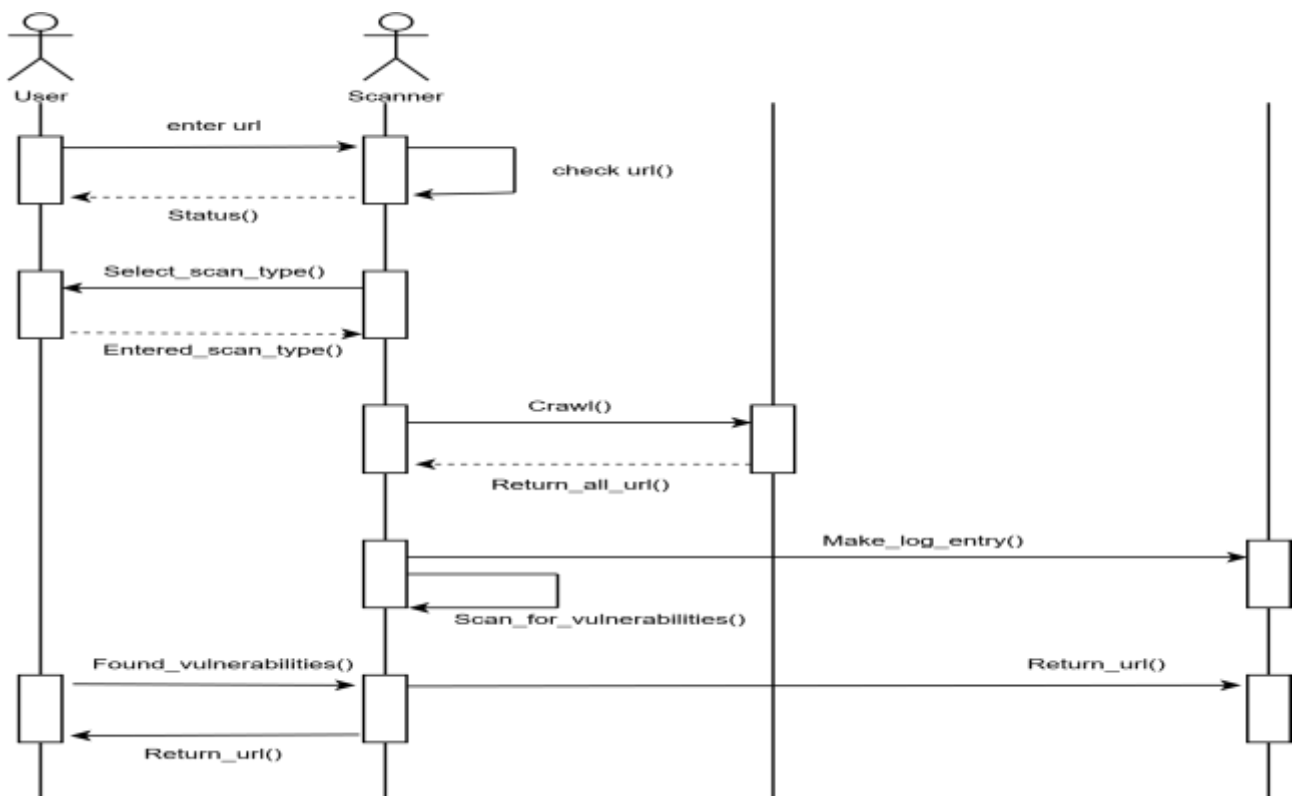 User
Scanner
enter url
check url()
Status()
Select_scan_type()
Entered_scan_type()
Crawl()
Return_all_url()
Make_log_entry()
Scan_for_vulnerabilities()
Found_vulnerabilities()
Return_url()
Return_url()